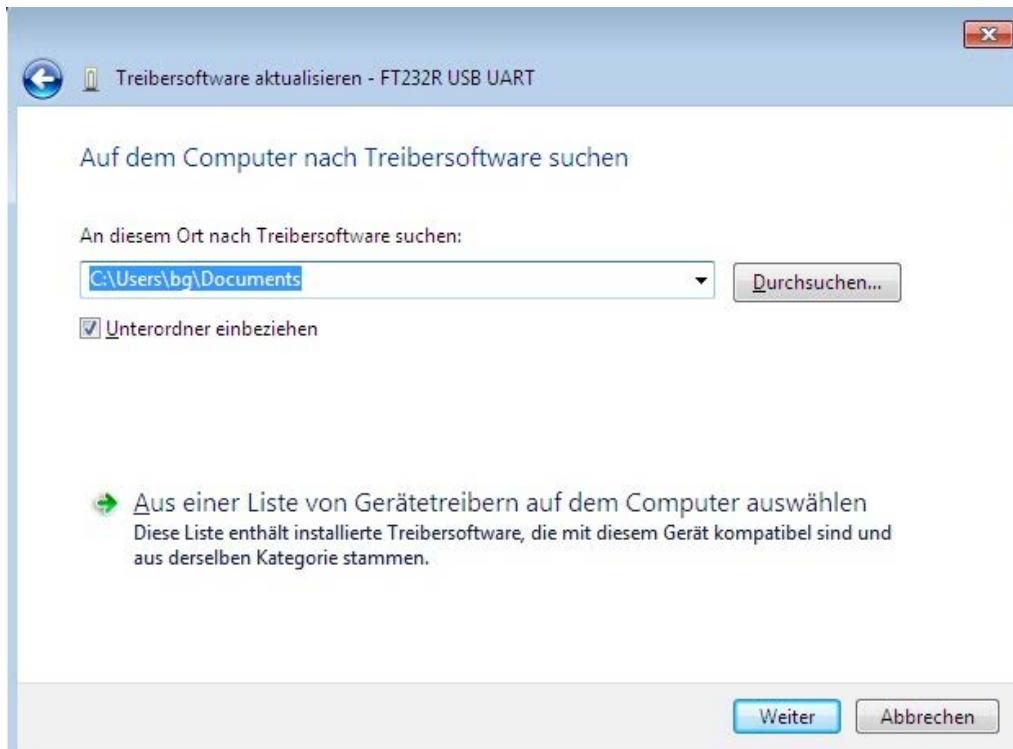 Treibersoftware aktualisieren - FT232R USB UART
Auf dem Computer nach Treibersoftware suchen
An diesem Ort nach Treibersoftware suchen:
C:\Users\bg\Documents
Durchsuchen...
Unterordner einbeziehen
Aus einer Liste von Gerätetreibern auf dem Computer auswählen
Diese Liste enthält installierte Treibersoftware, die mit diesem Gerät kompatibel sind und
aus derselben Kategorie stammen.
Weiter
Abbrechen